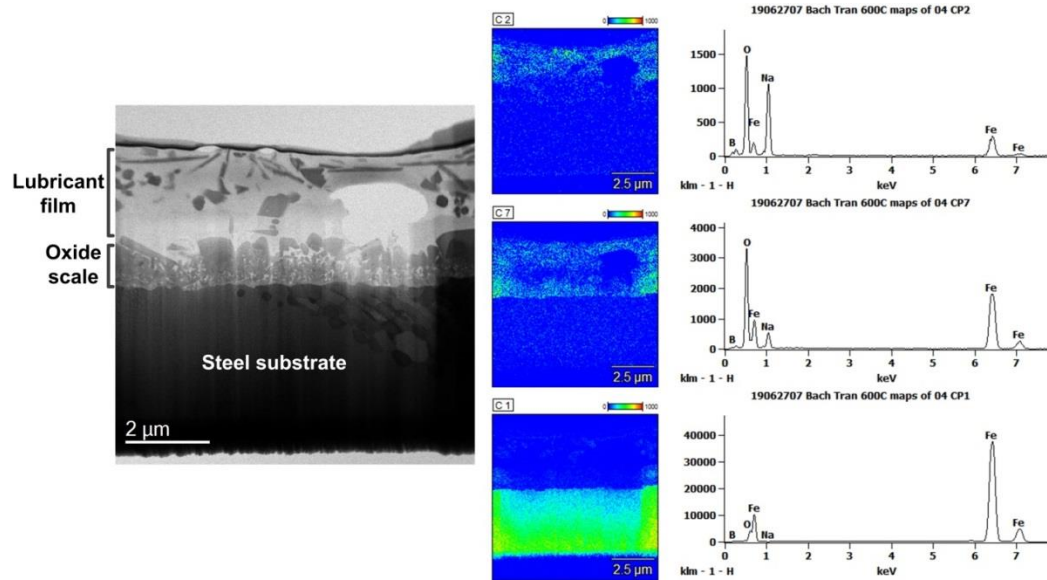 Lubricant
film
Oxide
scale
Steel substrate
2 µm
C 2
0 1000
2.5 µm
19062707 Bach Tran 600C maps of 04 CP2
1500
1000
500
0
O
Na
Fe
B
Fe
Fe
0 1 2 3 4 5 6 7
klm - 1 - H
keV
C 7
0 1000
2.5 µm
19062707 Bach Tran 600C maps of 04 CP7
4000
3000
2000
1000
0
O
Fe
Fe
Na
B
Fe
0 1 2 3 4 5 6 7
klm - 1 - H
keV
C 1
0 1000
2.5 µm
19062707 Bach Tran 600C maps of 04 CP1
40000
30000
20000
10000
0
Fe
Fe
O
B
Na
Fe
0 1 2 3 4 5 6 7
klm - 1 - H
keV